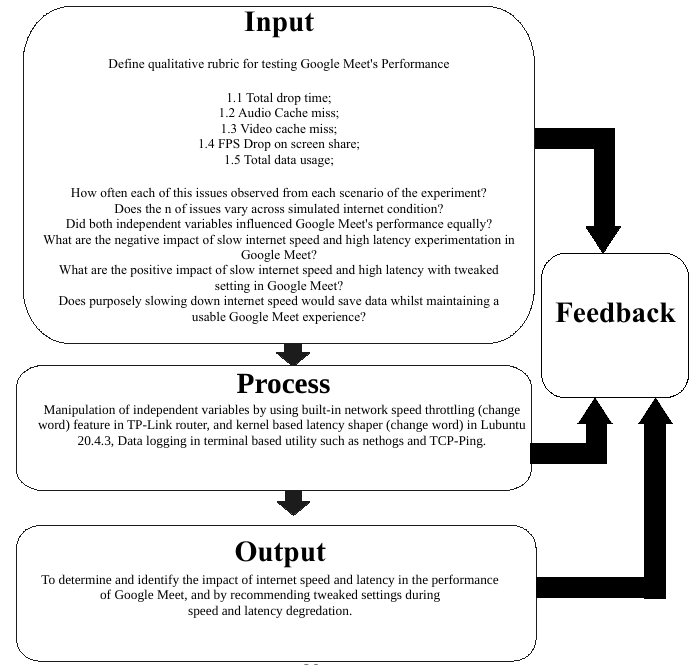 Input
Define qualitative rubric for testing Google Meet's Performance
1.1 Total drop time;
1.2 Audio Cache miss;
1.3 Video cache miss;
1.4 FPS Drop on screen share;
1.5 Total data usage;
How often each of this issues observed from each scenario of the experiment?
Does the n of issues vary across simulated internet condition?
Did both independent variables influenced Google Meet's performance equally?
What are the negative impact of slow internet speed and high latency experimentation in
Google Meet?
What are the positive impact of slow internet speed and high latency with tweaked
setting in Google Meet?
Does purposely slowing down internet speed would save data whilst maintaining a
usable Google Meet experience?
Feedback
Process
Manipulation of independent variables by using built-in network speed throttling (change
word) feature in TP-Link router, and kernel based latency shaper (change word) in Lubuntu
20.4.3, Data logging in terminal based utility such as nethogs and TCP-Ping.
Output
To determine and identify the impact of internet speed and latency in the performance
of Google Meet, and by recommending tweaked settings during
speed and latency degredation.